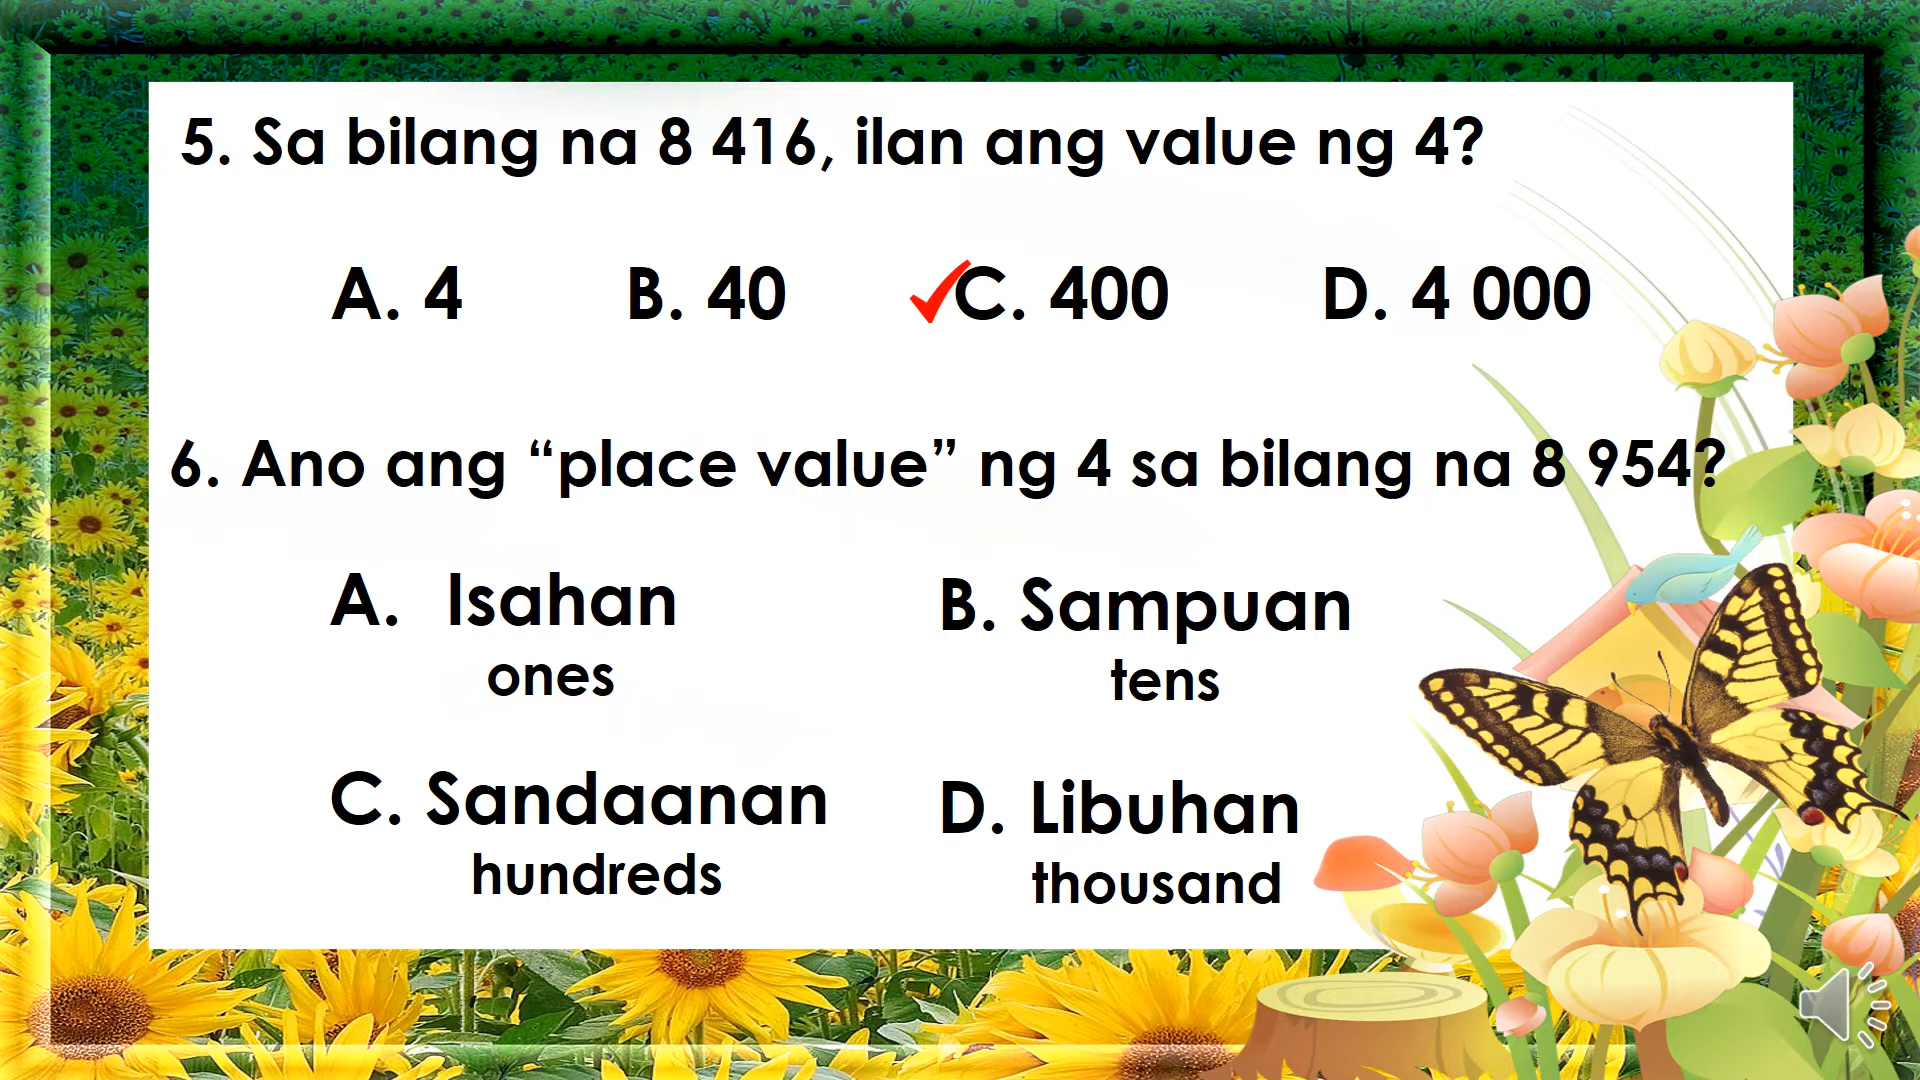 5. Sa bilang na 8 416, ilan ang value ng 4?
A. 4 B. 40 C. 400 D. 4 000
6. Ano ang “place value” ng 4 sa bilang na 8 954?
A. Isahan B. Sampuan
ones tens
C. Sandaanan D. Libuhan
hundreds thousand